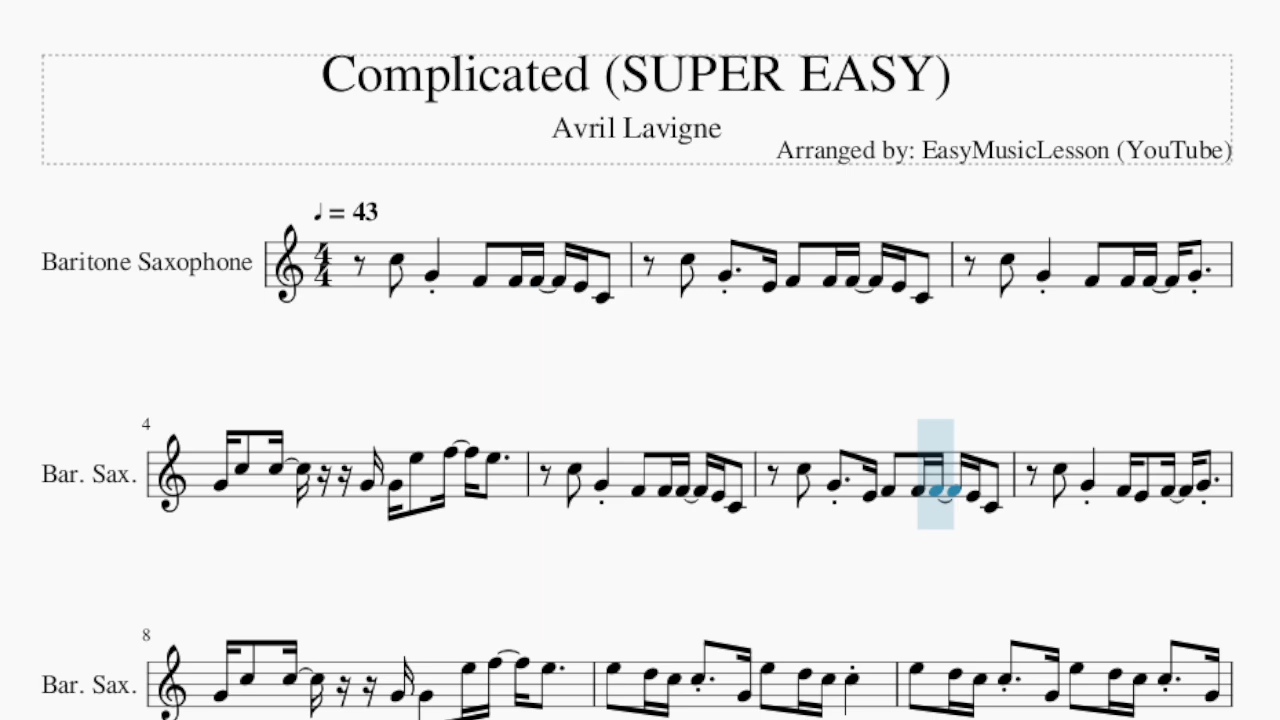 Complicated (SUPER EASY)
Avril Lavigne
Arranged by: EasyMusicLesson (YouTube)
♩ = 43
Baritone Saxophone
4
4
4
Bar. Sax.
8
Bar. Sax.